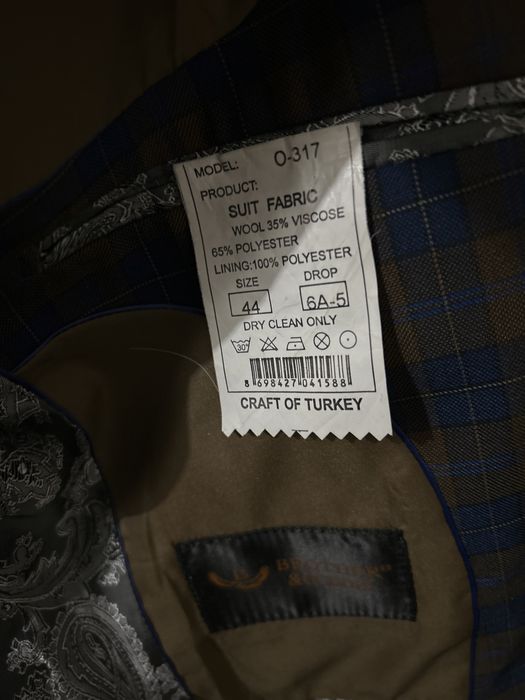 MODEL: O-317
PRODUCT:
SUIT FABRIC
WOOL 35% VISCOSE
65% POLYESTER
LINING:100% POLYESTER
SIZE DROP
44 6A-5
DRY CLEAN ONLY
30°
8 698427 041588
CRAFT OF TURKEY